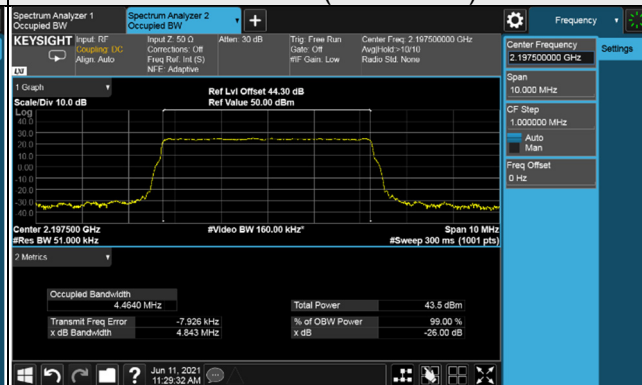 Spectrum Analyzer 1
Occupied BW
Spectrum Analyzer 2
Occupied BW
Frequency
KEYSIGHT
Input: RF
Coupling: DC
Align: Auto
Input Z: 50 Ω
Corrections: Off
Freq Ref: Int (S)
NFE: Adaptive
Atten: 30 dB
Trig: Free Run
Gate: Off
#IF Gain: Low
Center Freq: 2.197500000 GHz
Avg|Hold:>10/10
Radio Std: None
LXI
Center Frequency
2.197500000 GHz
Settings
Span
10.000 MHz
CF Step
1.000000 MHz
Auto
Man
Freq Offset
0 Hz
1 Graph
Scale/Div 10.0 dB
Ref Lvl Offset 44.30 dB
Ref Value 50.00 dBm
Log
40.0
30.0
20.0
10.0
0.00
-10.0
-20.0
-30.0
-40.0
Center 2.197500 GHz
#Res BW 51.000 kHz
#Video BW 160.00 kHz*
Span 10 MHz
#Sweep 300 ms (1001 pts)
2 Metrics
Occupied Bandwidth
4.4640 MHz
Total Power
43.5 dBm
Transmit Freq Error
-7.926 kHz
% of OBW Power
99.00 %
x dB Bandwidth
4.843 MHz
x dB
-26.00 dB
?
Jun 11, 2021
11:29:32 AM